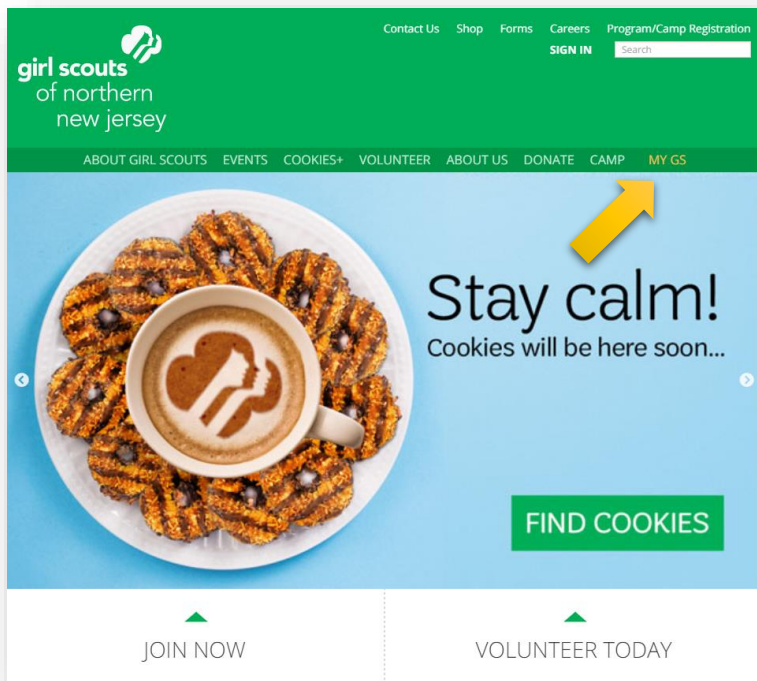 Contact Us Shop Forms Careers Program/Camp Registration
SIGN IN Search
girl scouts
of northern
new jersey
ABOUT GIRL SCOUTS EVENTS COOKIES+ VOLUNTEER ABOUT US DONATE CAMP MY GS
Stay calm!
Cookies will be here soon...
FIND COOKIES
JOIN NOW
VOLUNTEER TODAY